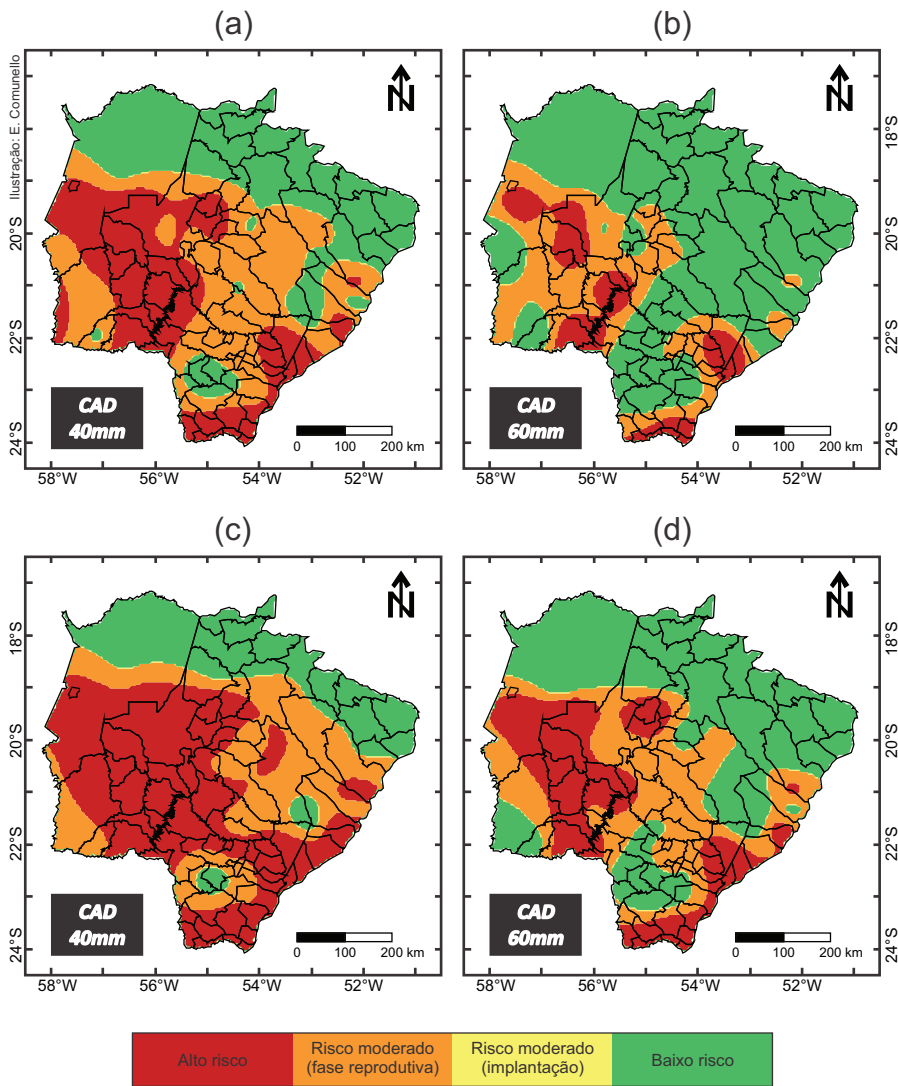 (a)
(b)
Ilustração: E. Comunello
N
N
18°S
20°S
20°S
22°S
22°S
24°S
24°S
CAD
40mm
0 100 200 km
CAD
60mm
0 100 200 km
58°W 56°W 54°W 52°W
58°W 56°W 54°W 52°W
(c)
(d)
N
N
18°S
18°S
20°S
20°S
22°S
22°S
24°S
24°S
CAD
40mm
0 100 200 km
CAD
60mm
0 100 200 km
58°W 56°W 54°W 52°W
58°W 56°W 54°W 52°W
Alto risco
Risco moderado
(fase reprodutiva)
Risco moderado
(implantação)
Baixo risco